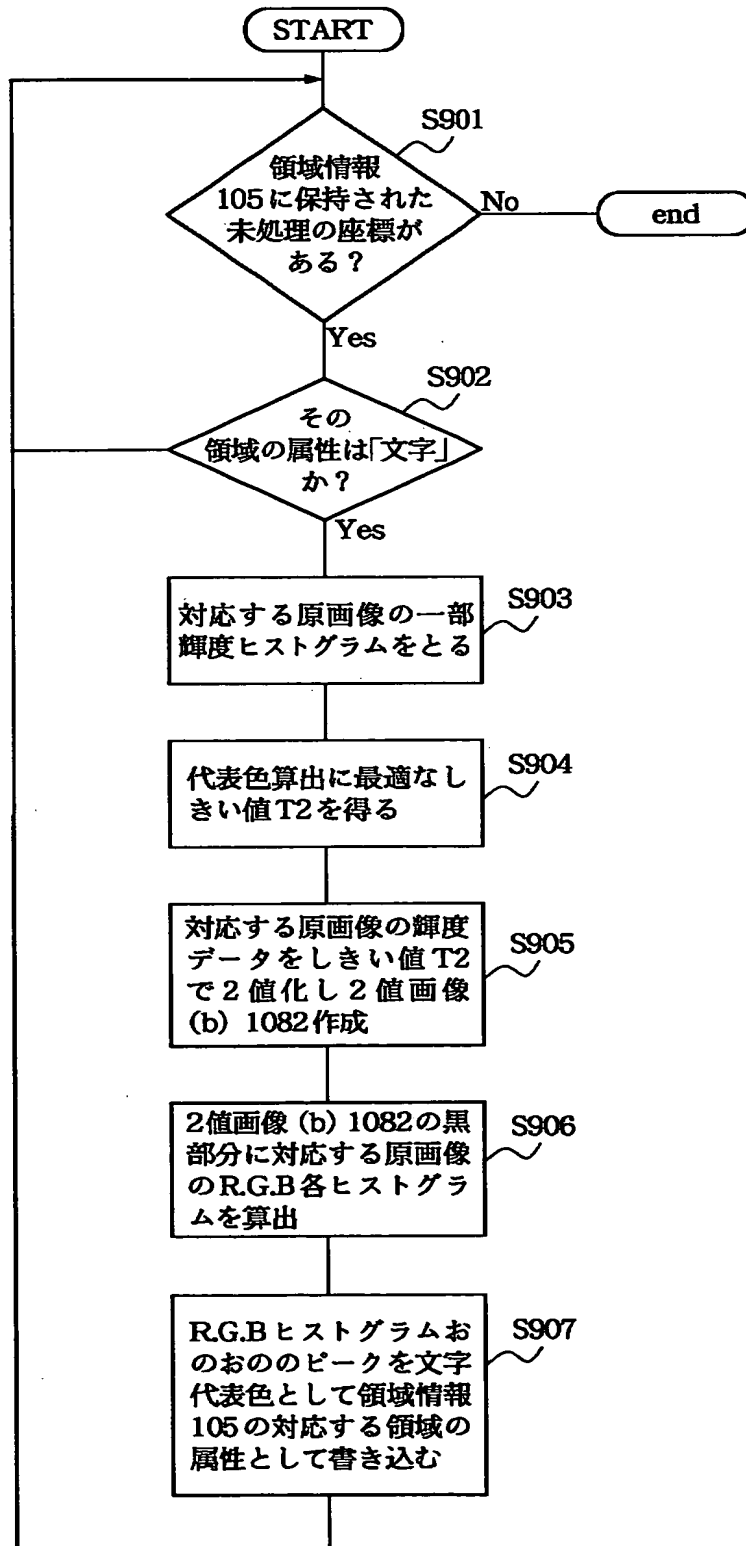 START
S901
領域情報
105に保持された
未処理の座標が
ある？
No
end
Yes
S902
その
領域の属性は「文字」
か？
Yes
S903
対応する原画像の一部
輝度ヒストグラムをとる
S904
代表色算出に最適なし
きい値T2を得る
S905
対応する原画像の輝度
データをしきい値T2
で2値化し2値画像
(b) 1082作成
S906
2値画像 (b) 1082の黒
部分に対応する原画像
のR.G.B各ヒストグラ
ムを算出
S907
R.G.Bヒストグラムお
のおののピークを文字
代表色として領域情報
105の対応する領域の
属性として書き込む